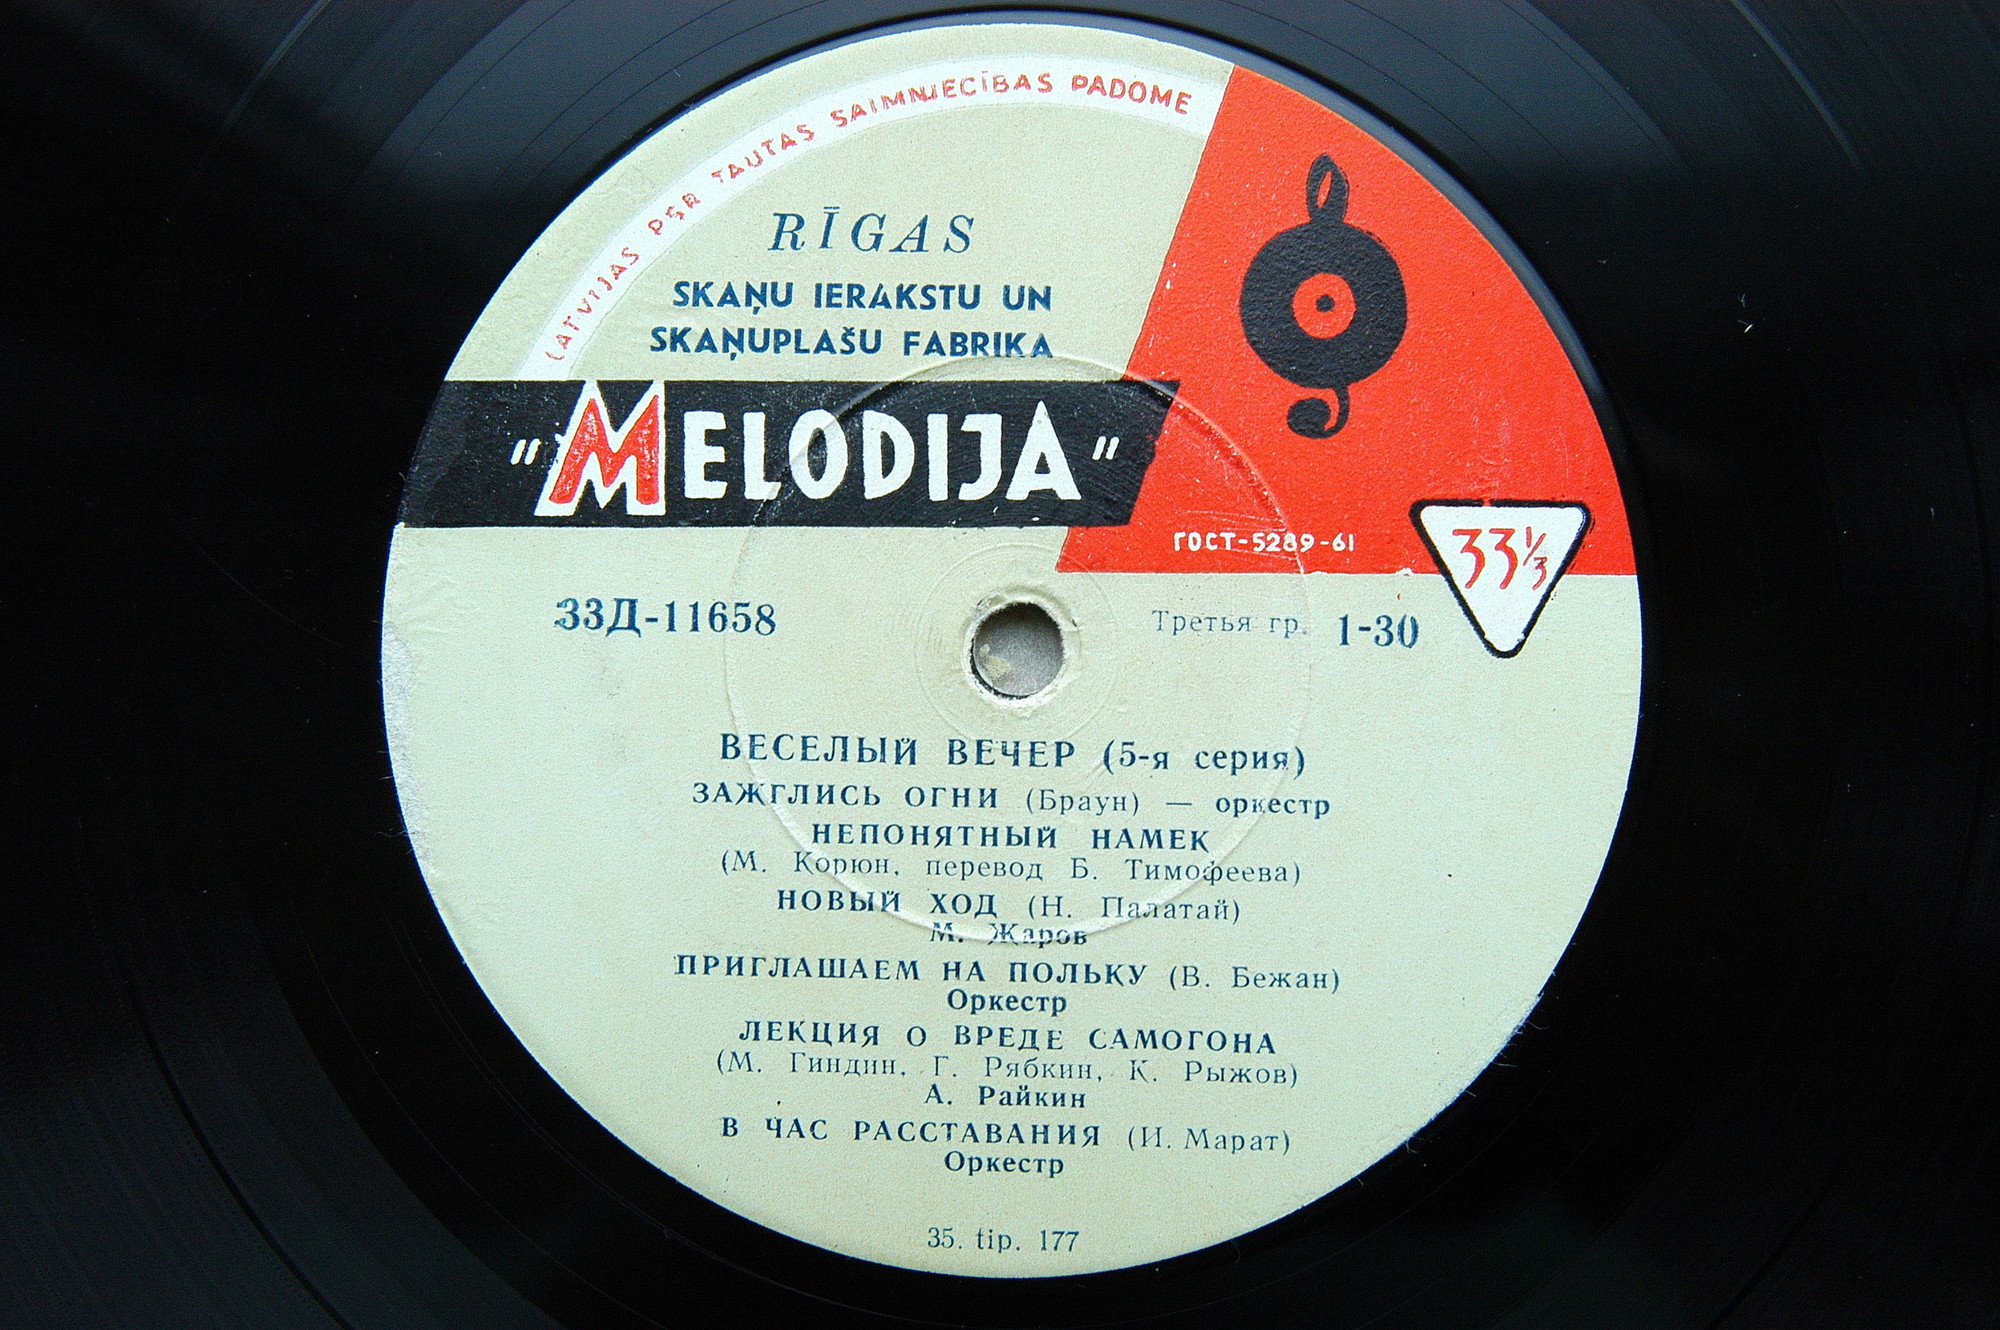 LATVIJAS PSR TAUTAS SAIMNIECĪBAS PADOME
RĪGAS
SKAŅU IERAKSTU UN
SKAŅUPLAŠU FABRIKA
"MELODIJA"
ГОСТ-5289-61
33⅓
33Д-11658
Третья гр. 1-30
ВЕСЕЛЫЙ ВЕЧЕР (5-я серия)
ЗАЖГЛИСЬ ОГНИ (Браун) — оркестр
НЕПОНЯТНЫЙ НАМЕК
(М. Корюн, перевод Б. Тимофеева)
НОВЫЙ ХОД (Н. Палатай)
М. Жаров
ПРИГЛАШАЕМ НА ПОЛЬКУ (В. Бежан)
Оркестр
ЛЕКЦИЯ О ВРЕДЕ САМОГОНА
(М. Гиндин, Г. Рябкин, К. Рыжов)
А. Райкин
В ЧАС РАССТАВАНИЯ (И. Марат)
Оркестр
35. tip. 177